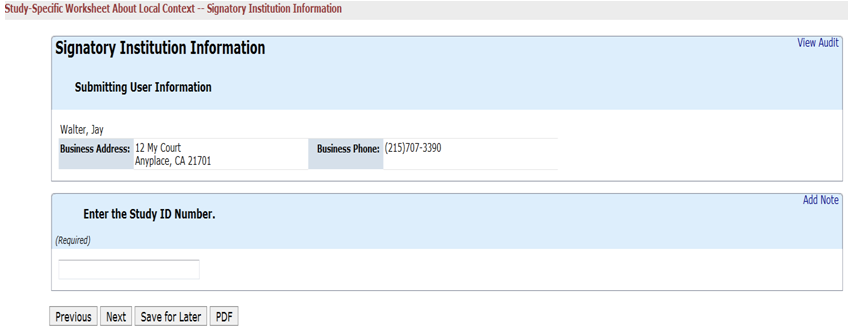 Study-Specific Worksheet About Local Context -- Signatory Institution Information
Signatory Institution Information
View Audit
Submitting User Information
Walter, Jay
Business Address: 12 My Court Business Phone: (215)707-3390
Anyplace, CA 21701
Add Note
Enter the Study ID Number.
(Required)
Previous Next Save for Later PDF